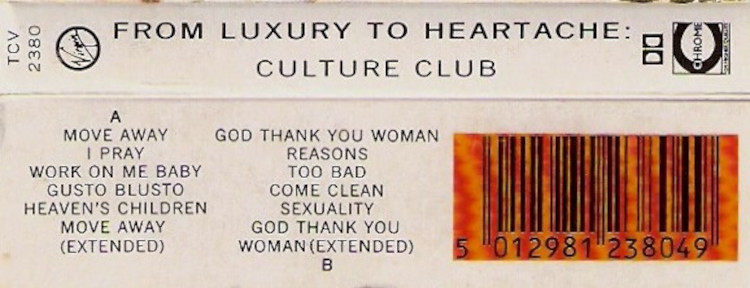 TCV
2380
Virgin
FROM LUXURY TO HEARTACHE:
CULTURE CLUB
CHROME
A
MOVE AWAY
I PRAY
WORK ON ME BABY
GUSTO BLUSTO
HEAVEN'S CHILDREN
MOVE AWAY
(EXTENDED)
GOD THANK YOU WOMAN
REASONS
TOO BAD
COME CLEAN
SEXUALITY
GOD THANK YOU
WOMAN(EXTENDED)
B
5 012981 238049